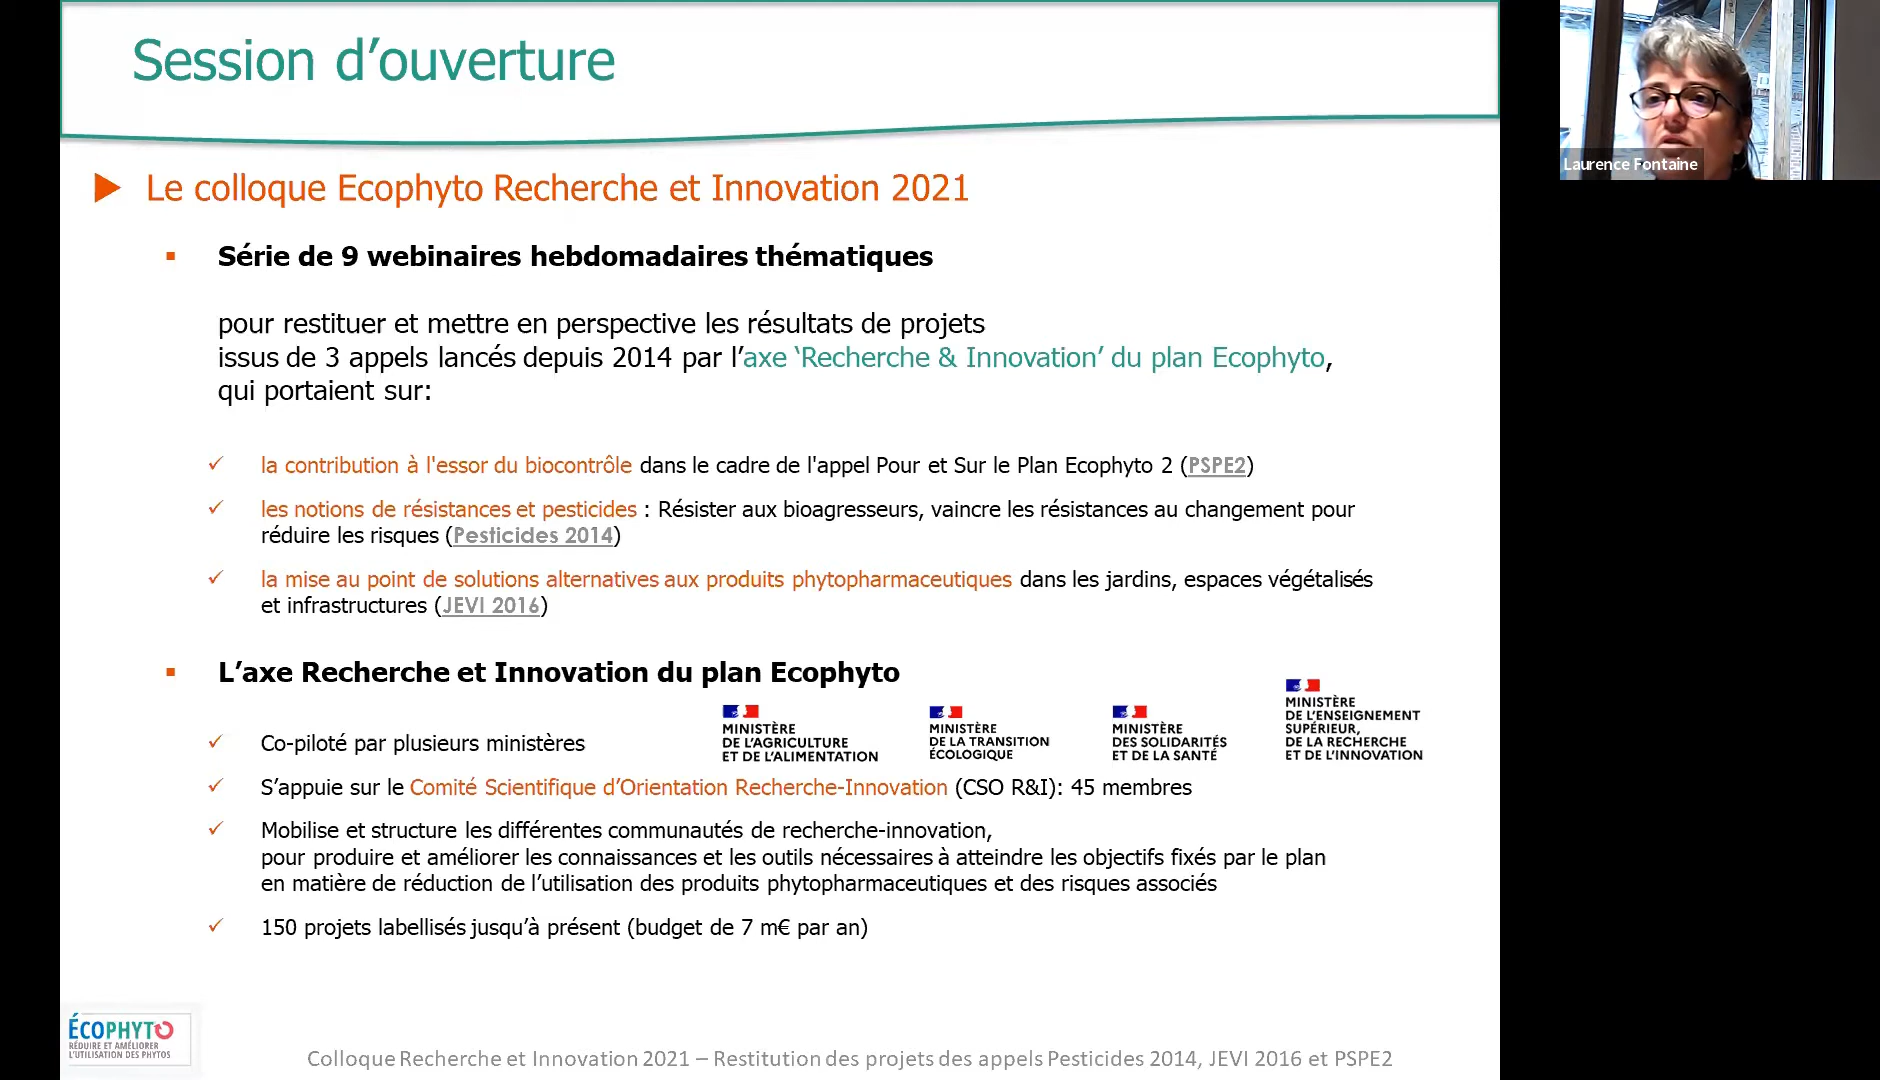 Session d’ouverture
Laurence Fontaine
Le colloque Ecophyto Recherche et Innovation 2021
Série de 9 webinaires hebdomadaires thématiques
pour restituer et mettre en perspective les résultats de projets
issus de 3 appels lancés depuis 2014 par l’axe ‘Recherche & Innovation’ du plan Ecophyto,
qui portaient sur:
la contribution à l'essor du biocontrôle dans le cadre de l'appel Pour et Sur le Plan Ecophyto 2 (PSPE2)
les notions de résistances et pesticides : Résister aux bioagresseurs, vaincre les résistances au changement pour
réduire les risques (Pesticides 2014)
la mise au point de solutions alternatives aux produits phytopharmaceutiques dans les jardins, espaces végétalisés
et infrastructures (JEVI 2016)
L’axe Recherche et Innovation du plan Ecophyto
Co-piloté par plusieurs ministères
MINISTÈRE
DE L’AGRICULTURE
ET DE L’ALIMENTATION
MINISTÈRE
DE LA TRANSITION
ÉCOLOGIQUE
MINISTÈRE
DES SOLIDARITÉS
ET DE LA SANTÉ
MINISTÈRE
DE L’ENSEIGNEMENT
SUPÉRIEUR,
DE LA RECHERCHE
ET DE L’INNOVATION
S’appuie sur le Comité Scientifique d’Orientation Recherche-Innovation (CSO R&I): 45 membres
Mobilise et structure les différentes communautés de recherche-innovation,
pour produire et améliorer les connaissances et les outils nécessaires à atteindre les objectifs fixés par le plan
en matière de réduction de l’utilisation des produits phytopharmaceutiques et des risques associés
150 projets labellisés jusqu’à présent (budget de 7 m€ par an)
ÉCOPHYTO
RÉDUIRE ET AMÉLIORER
L’UTILISATION DES PHYTOS
Colloque Recherche et Innovation 2021 – Restitution des projets des appels Pesticides 2014, JEVI 2016 et PSPE2